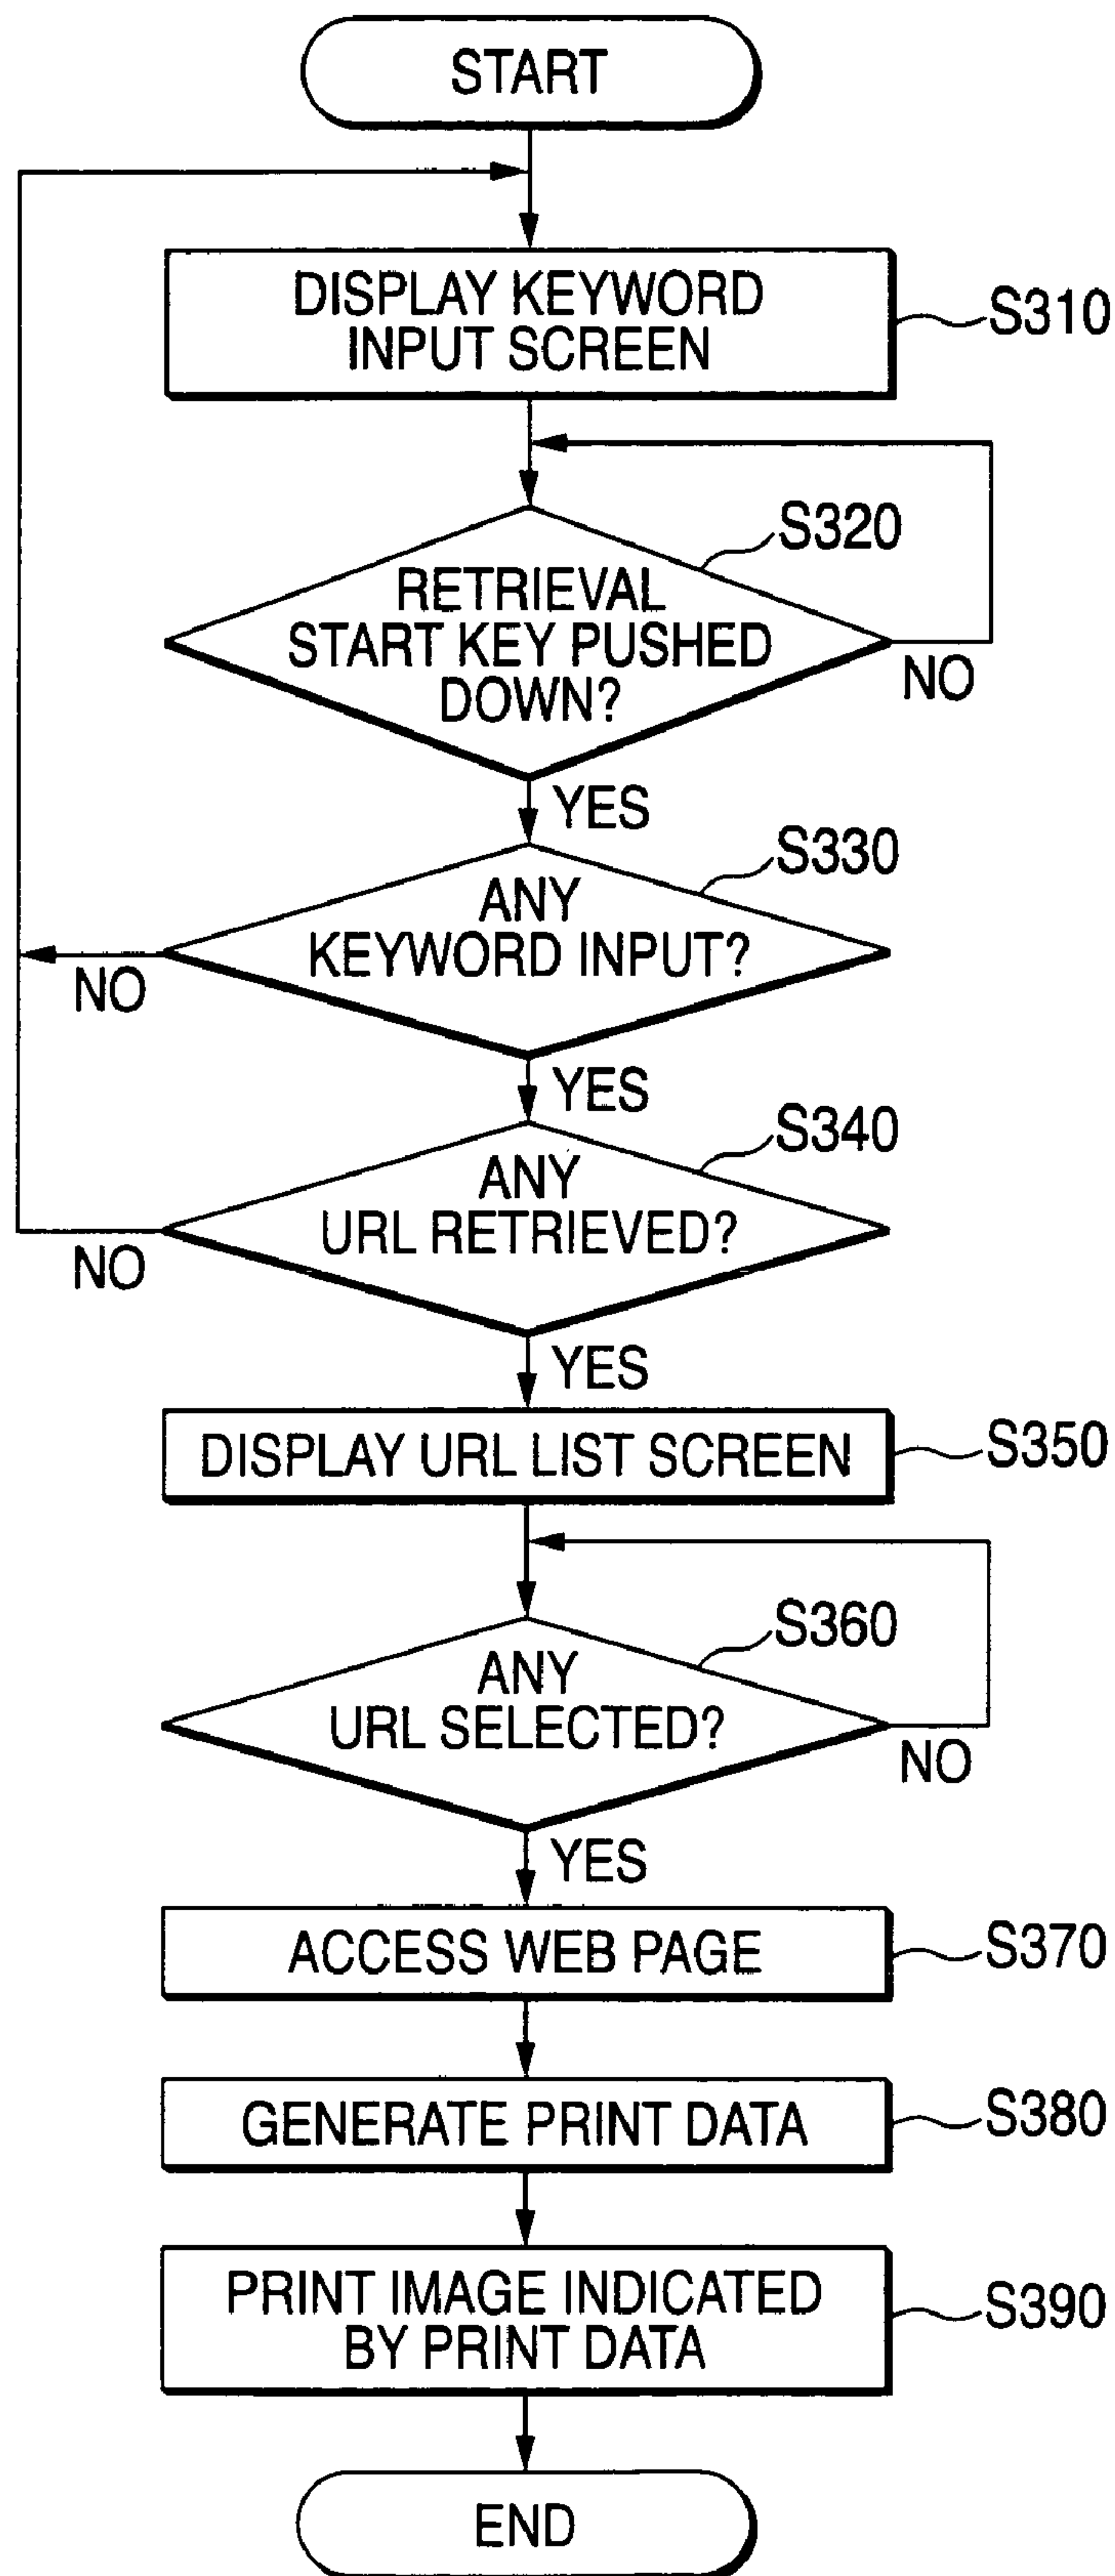 START
DISPLAY KEYWORD
INPUT SCREEN
S310
S320
RETRIEVAL
START KEY PUSHED
DOWN?
NO
YES
S330
ANY
KEYWORD INPUT?
NO
YES
S340
ANY
URL RETRIEVED?
NO
YES
DISPLAY URL LIST SCREEN
S350
S360
ANY
URL SELECTED?
NO
YES
ACCESS WEB PAGE
S370
GENERATE PRINT DATA
S380
PRINT IMAGE INDICATED
BY PRINT DATA
S390
END